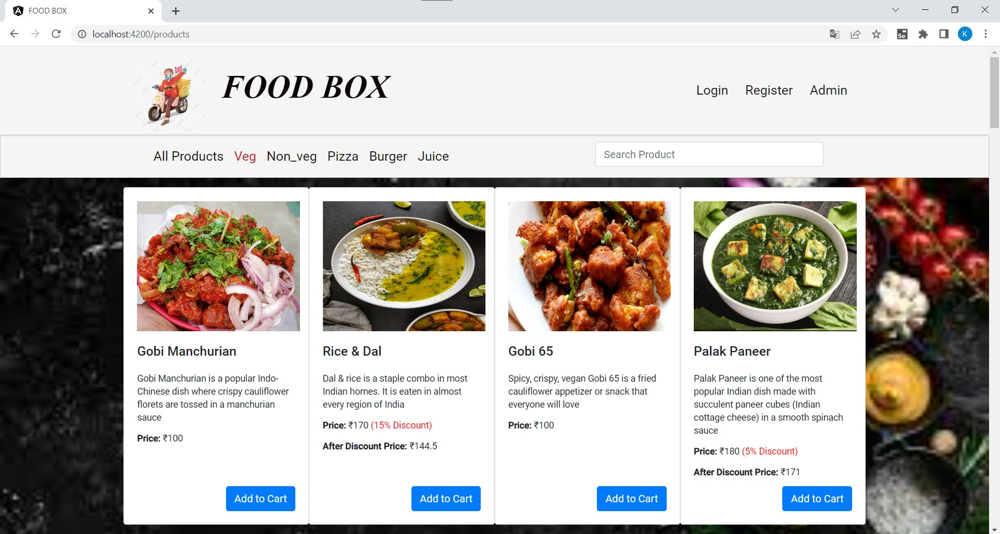 FOOD BOX
localhost:4200/products
Se
K
FOOD BOX
Login Register Admin
All Products Veg Non_veg Pizza Burger Juice
Search Product
Gobi Manchurian
Gobi Manchurian is a popular Indo-
Chinese dish where crispy cauliflower
florets are tossed in a manchurian
sauce
Price: ₹100
Add to Cart
Rice & Dal
Dal & rice is a staple combo in most
Indian homes. It is eaten in almost
every region of India
Price: ₹170 (15% Discount)
After Discount Price: ₹144.5
Add to Cart
Gobi 65
Spicy, crispy, vegan Gobi 65 is a fried
cauliflower appetizer or snack that
everyone will love
Price: ₹100
Add to Cart
Palak Paneer
Palak Paneer is one of the most
popular Indian dish made with
succulent paneer cubes (Indian
cottage cheese) in a smooth spinach
sauce
Price: ₹180 (5% Discount)
After Discount Price: ₹171
Add to Cart